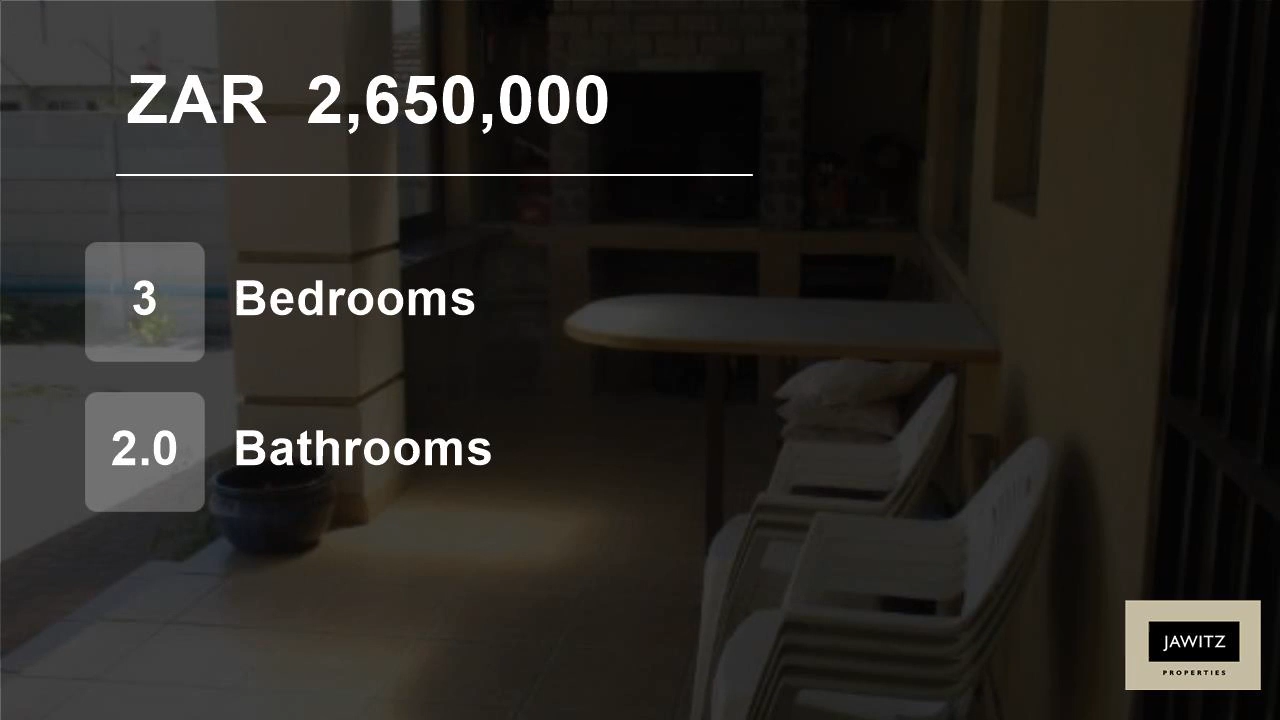 ZAR 2,650,000
3 Bedrooms
2.0 Bathrooms
JAWITZ
PROPERTIES